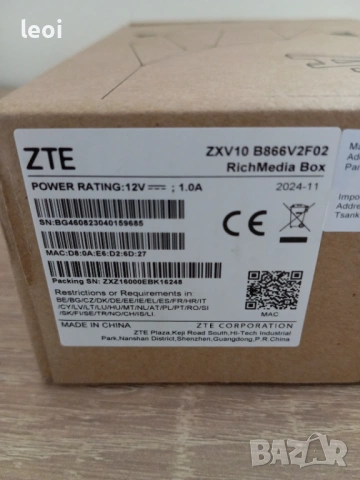 leoi
ZTE
ZXV10 B866V2F02
RichMedia Box
POWER RATING:12V ⎓ ; 1.0A
2024-11
SN:BG460823040159685
MAC:D8:0A:E6:D2:6D:27
Packing SN: ZXZ16000EBK16248
Restrictions or Requirements in:
BE/BG/CZ/DK/DE/EE/IE/EL/ES/FR/HR/IT
/CY/LV/LT/LU/HU/MT/NL/AT/PL/PT/RO/SI
/SK/FI/SE/TR/NO/CH/IS/LI.
MAC
MADE IN CHINA
ZTE CORPORATION
ZTE Plaza,Keji Road South,Hi-Tech Industrial
Park,Nanshan District,Shenzhen,Guangdong,P.R.China
Addre
Impo
Addre
Tsank
bazar